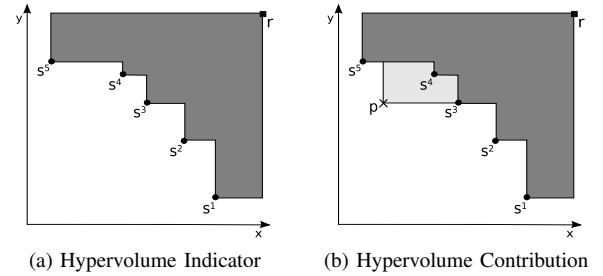 y
r
s⁵
s⁴
s³
s²
s¹
x
(a) Hypervolume Indicator
y
r
s⁵
s⁴
p
s³
s²
s¹
x
(b) Hypervolume Contribution